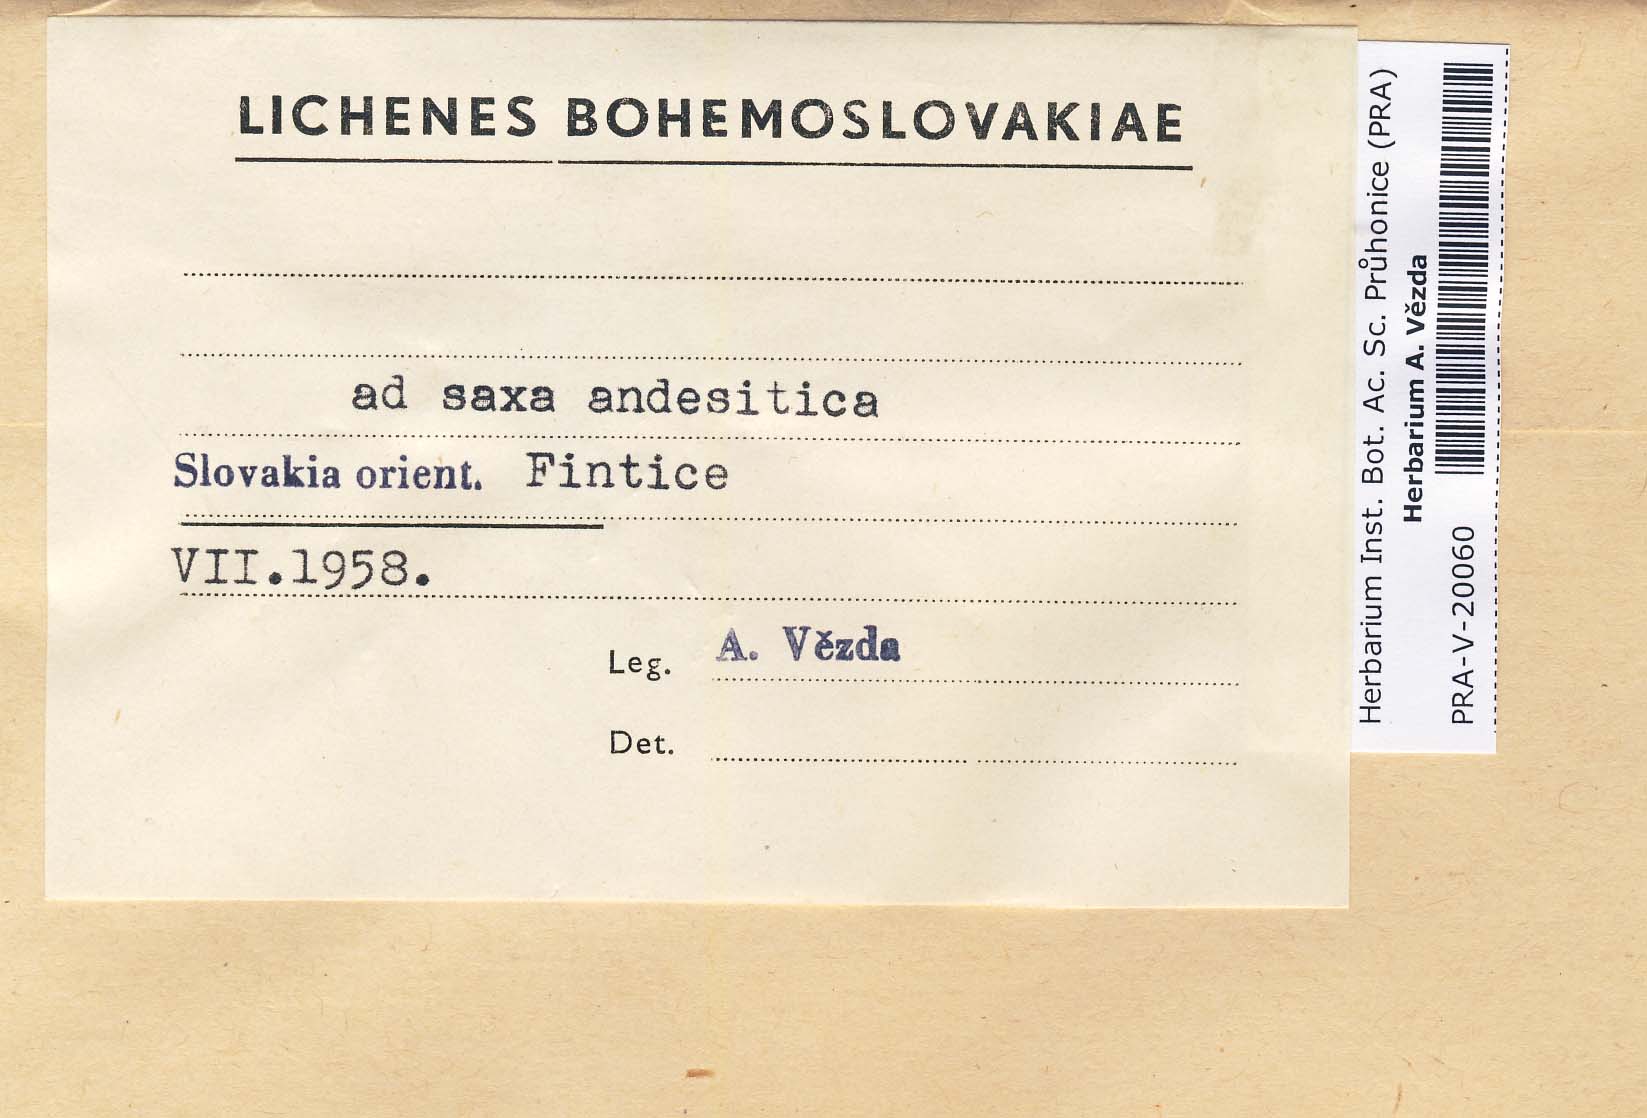 LICHENES BOHEMOSLOVAKIAE
ad saxa andesitica
Slovakia orient. Fintice
VII.1958.
Leg. A. Vězda
Det.
Herbarium Inst. Bot. Ac. Sc. Průhonice (PRA)
Herbarium A. Vězda
PRA-V-20060